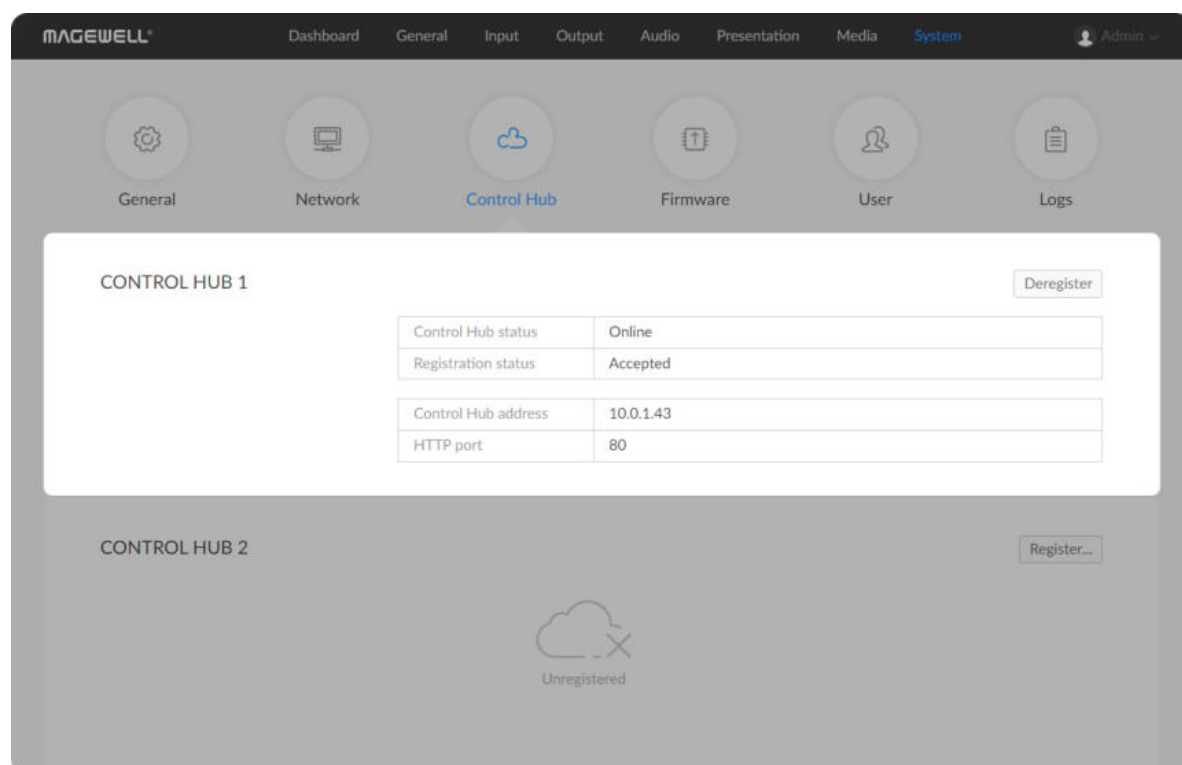 MAGEWELL® Dashboard General Input Output Audio Presentation Media System Admin
General Network Control Hub Firmware User Logs
CONTROL HUB 1 Deregister
Control Hub status Online
Registration status Accepted
Control Hub address 10.0.1.43
HTTP port 80
CONTROL HUB 2 Register...
Unregistered